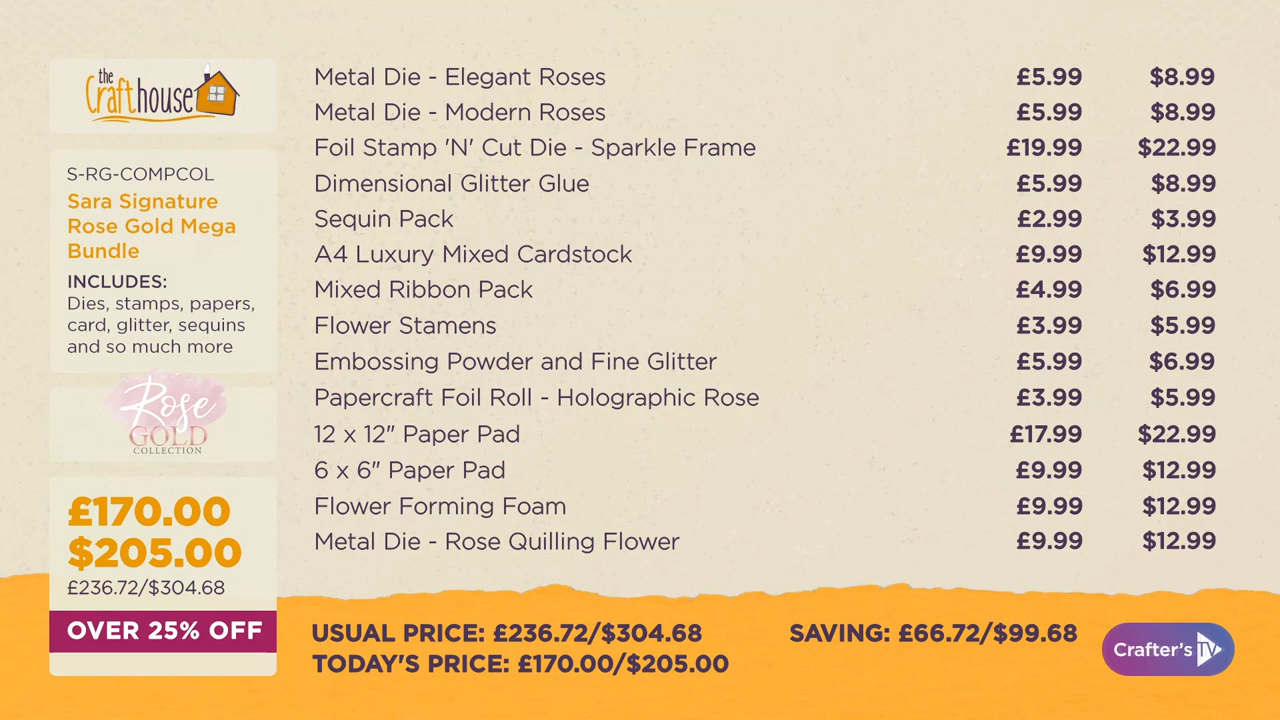 the
Crafthouse
S-RG-COMPCOL
Sara Signature
Rose Gold Mega
Bundle
INCLUDES:
Dies, stamps, papers,
card, glitter, sequins
and so much more
Rose
GOLD
COLLECTION
£170.00
$205.00
£236.72/$304.68
OVER 25% OFF
Metal Die - Elegant Roses £5.99 $8.99
Metal Die - Modern Roses £5.99 $8.99
Foil Stamp 'N' Cut Die - Sparkle Frame £19.99 $22.99
Dimensional Glitter Glue £5.99 $8.99
Sequin Pack £2.99 $3.99
A4 Luxury Mixed Cardstock £9.99 $12.99
Mixed Ribbon Pack £4.99 $6.99
Flower Stamens £3.99 $5.99
Embossing Powder and Fine Glitter £5.99 $6.99
Papercraft Foil Roll - Holographic Rose £3.99 $5.99
12 x 12" Paper Pad £17.99 $22.99
6 x 6" Paper Pad £9.99 $12.99
Flower Forming Foam £9.99 $12.99
Metal Die - Rose Quilling Flower £9.99 $12.99
USUAL PRICE: £236.72/$304.68 SAVING: £66.72/$99.68
TODAY'S PRICE: £170.00/$205.00
Crafter's TV